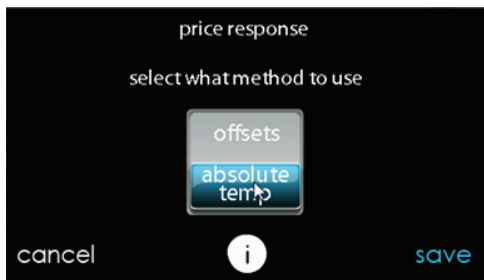 price response
select what method to use
offsets
absolute
temp
cancel
i
save